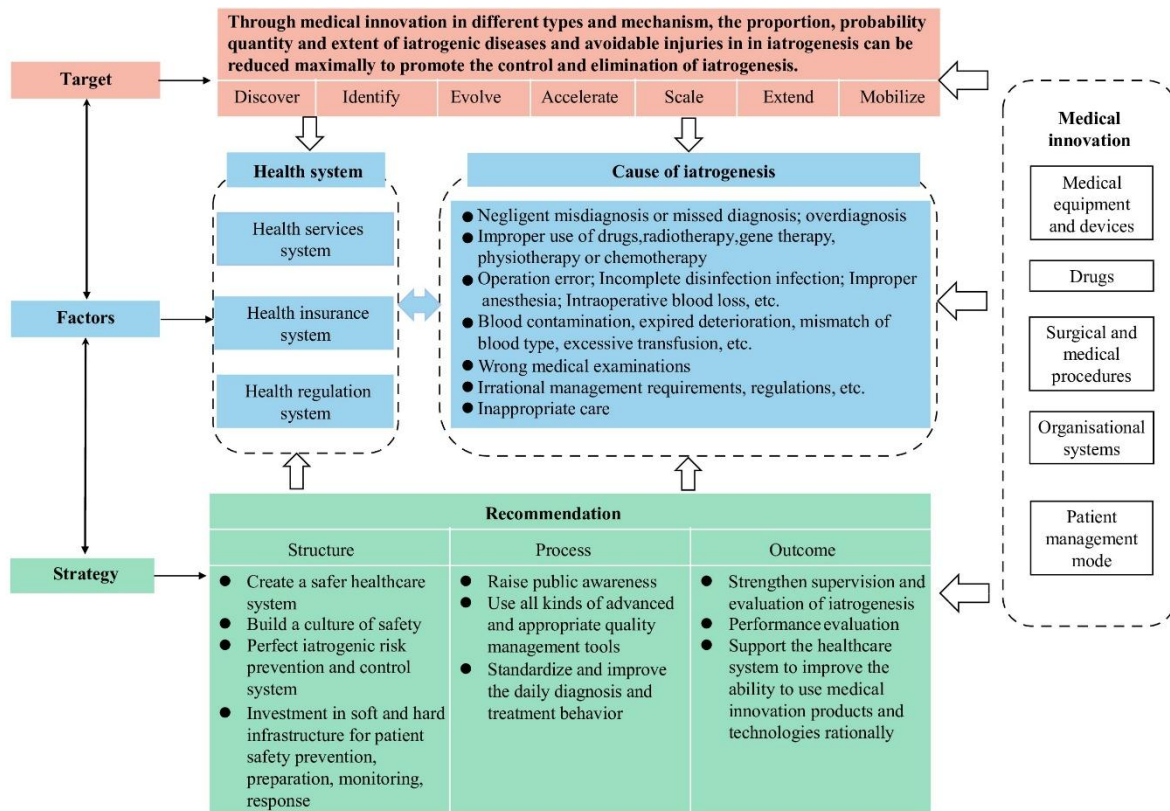 Through medical innovation in different types and mechanism, the proportion, probability
quantity and extent of iatrogenic diseases and avoidable injuries in in iatrogenesis can be
reduced maximally to promote the control and elimination of iatrogenesis.
Target
Discover Identify Evolve Accelerate Scale Extend Mobilize
Health system
Health services
system
Health insurance
system
Health regulation
system
Factors
Cause of iatrogenesis
● Negligent misdiagnosis or missed diagnosis; overdiagnosis
● Improper use of drugs,radiotherapy,gene therapy,
physiotherapy or chemotherapy
● Operation error; Incomplete disinfection infection; Improper
anesthesia; Intraoperative blood loss, etc.
● Blood contamination, expired deterioration, mismatch of
blood type, excessive transfusion, etc.
● Wrong medical examinations
● Irrational management requirements, regulations, etc.
● Inappropriate care
Medical
innovation
Medical
equipment
and devices
Drugs
Surgical and
medical
procedures
Organisational
systems
Patient
management
mode
Strategy
Recommendation
Structure
● Create a safer healthcare
system
● Build a culture of safety
● Perfect iatrogenic risk
prevention and control
system
● Investment in soft and hard
infrastructure for patient
safety prevention,
preparation, monitoring,
response
Process
● Raise public awareness
● Use all kinds of advanced
and appropriate quality
management tools
● Standardize and improve
the daily diagnosis and
treatment behavior
Outcome
● Strengthen supervision and
evaluation of iatrogenesis
● Performance evaluation
● Support the healthcare
system to improve the
ability to use medical
innovation products and
technologies rationally